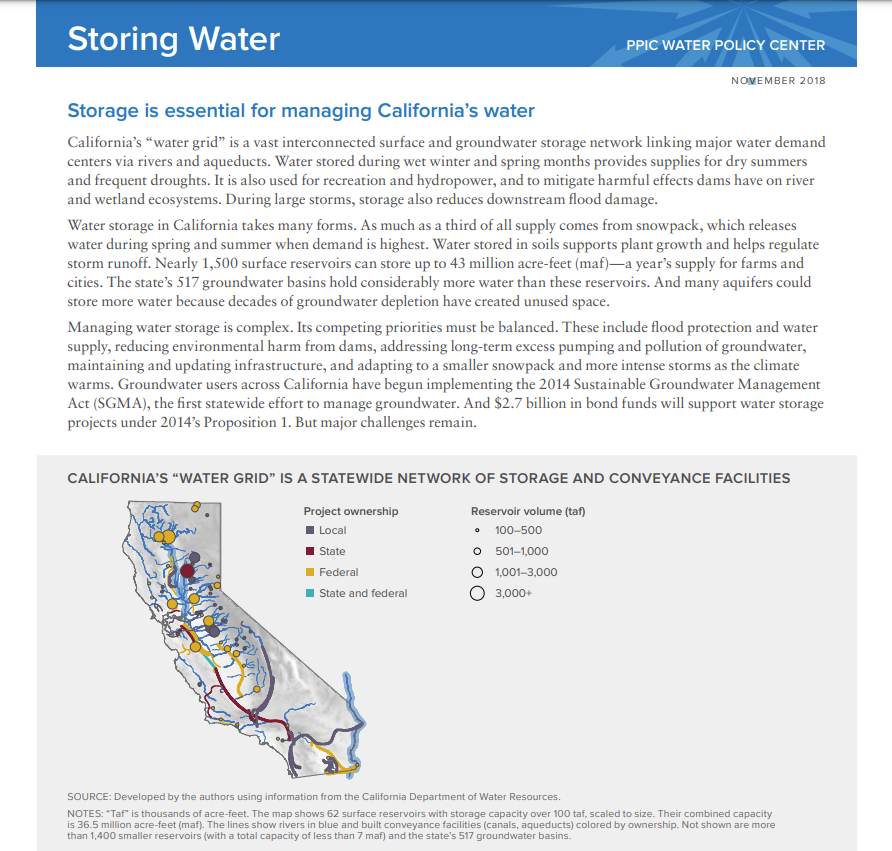 Storing Water
PPIC WATER POLICY CENTER
NOVEMBER 2018
Storage is essential for managing California’s water
California’s “water grid” is a vast interconnected surface and groundwater storage network linking major water demand
centers via rivers and aqueducts. Water stored during wet winter and spring months provides supplies for dry summers
and frequent droughts. It is also used for recreation and hydropower, and to mitigate harmful effects dams have on river
and wetland ecosystems. During large storms, storage also reduces downstream flood damage.
Water storage in California takes many forms. As much as a third of all supply comes from snowpack, which releases
water during spring and summer when demand is highest. Water stored in soils supports plant growth and helps regulate
storm runoff. Nearly 1,500 surface reservoirs can store up to 43 million acre-feet (maf)—a year’s supply for farms and
cities. The state’s 517 groundwater basins hold considerably more water than these reservoirs. And many aquifers could
store more water because decades of groundwater depletion have created unused space.
Managing water storage is complex. Its competing priorities must be balanced. These include flood protection and water
supply, reducing environmental harm from dams, addressing long-term excess pumping and pollution of groundwater,
maintaining and updating infrastructure, and adapting to a smaller snowpack and more intense storms as the climate
warms. Groundwater users across California have begun implementing the 2014 Sustainable Groundwater Management
Act (SGMA), the first statewide effort to manage groundwater. And $2.7 billion in bond funds will support water storage
projects under 2014’s Proposition 1. But major challenges remain.
CALIFORNIA’S “WATER GRID” IS A STATEWIDE NETWORK OF STORAGE AND CONVEYANCE FACILITIES
Project ownership
Local
State
Federal
State and federal
Reservoir volume (taf)
100–500
501–1,000
1,001–3,000
3,000+
SOURCE: Developed by the authors using information from the California Department of Water Resources.
NOTES: “Taf” is thousands of acre-feet. The map shows 62 surface reservoirs with storage capacity over 100 taf, scaled to size. Their combined capacity
is 36.5 million acre-feet (maf). The lines show rivers in blue and built conveyance facilities (canals, aqueducts) colored by ownership. Not shown are more
than 1,400 smaller reservoirs (with a total capacity of less than 7 maf) and the state’s 517 groundwater basins.